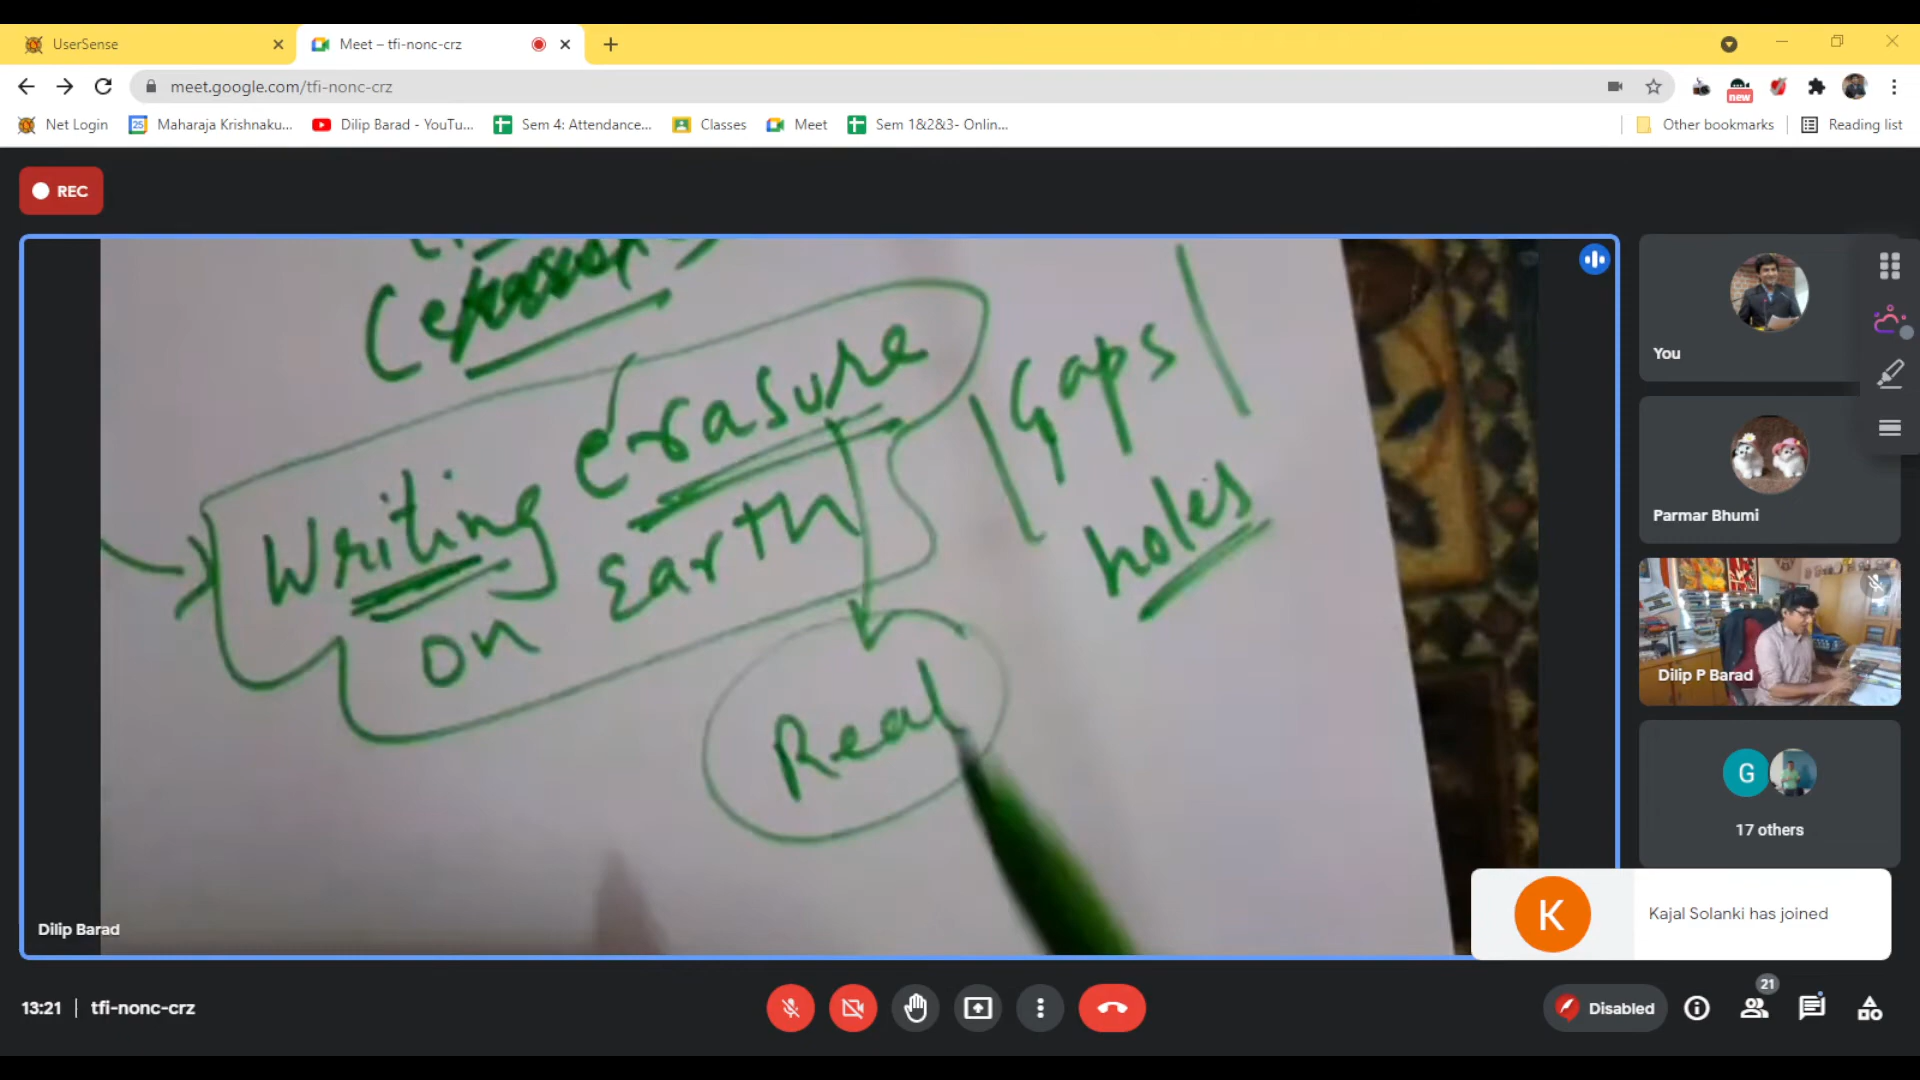 UserSense
Meet – tfi-nonc-crz
meet.google.com/tfi-nonc-crz
new
Net Login
25
Maharaja Krishnaku...
Dilip Barad - YouTu...
Sem 4: Attendance...
Classes
Meet
Sem 1&2&3- Onlin...
Other bookmarks
Reading list
REC
erasure
Writing
on Earth
Gaps
holes
Real
Dilip Barad
You
Parmar Bhumi
Dilip P Barad
G
17 others
K
Kajal Solanki has joined
13:21 | tfi-nonc-crz
Disabled
21